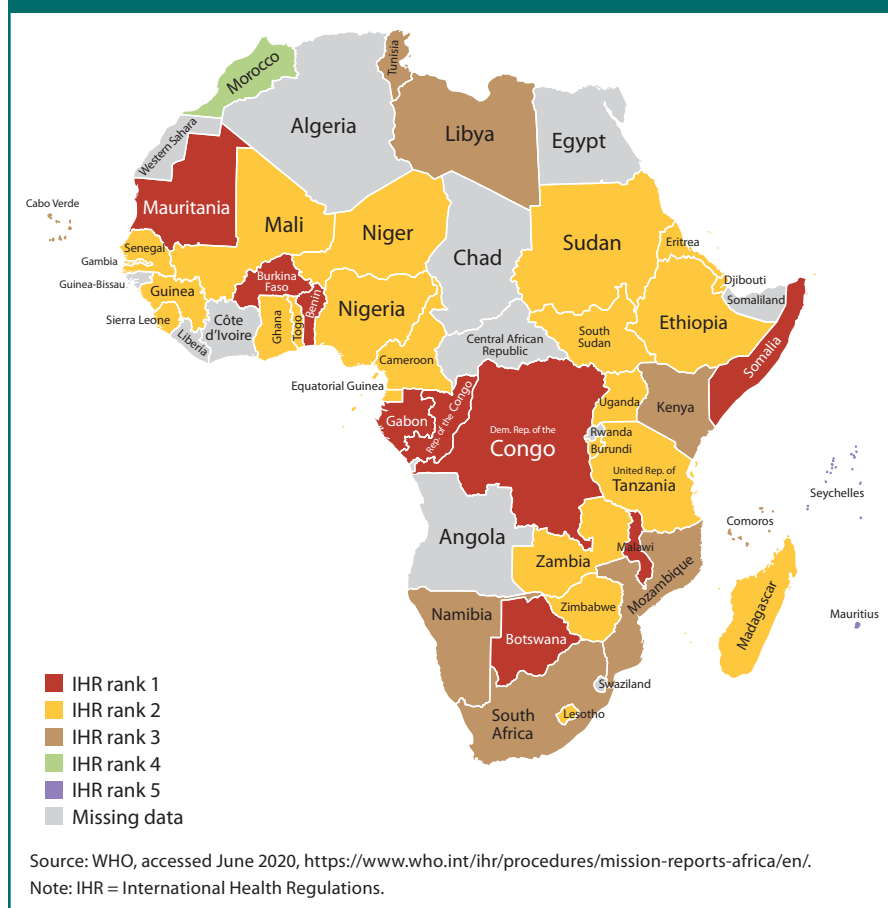 Morocco
Tunisia
Algeria
Libya
Egypt
Western Sahara
Mauritania
Cabo Verde
Mali
Niger
Chad
Sudan
Eritrea
Senegal
Gambia
Guinea-Bissau
Guinea
Sierra Leone
Liberia
Côte
d’Ivoire
Burkina
Faso
Ghana
Togo
Benin
Nigeria
Cameroon
Equatorial Guinea
Central African
Republic
South
Sudan
Ethiopia
Djibouti
Somaliland
Somalia
Gabon
Rep. of the Congo
Dem. Rep. of the
Congo
Uganda
Kenya
Rwanda
Burundi
United Rep. of
Tanzania
Seychelles
Comoros
Angola
Zambia
Malawi
Mozambique
Madagascar
Mauritius
Namibia
Botswana
Zimbabwe
Swaziland
South
Africa
Lesotho
IHR rank 1
IHR rank 2
IHR rank 3
IHR rank 4
IHR rank 5
Missing data
Source: WHO, accessed June 2020, https://www.who.int/ihr/procedures/mission-reports-africa/en/.
Note: IHR = International Health Regulations.